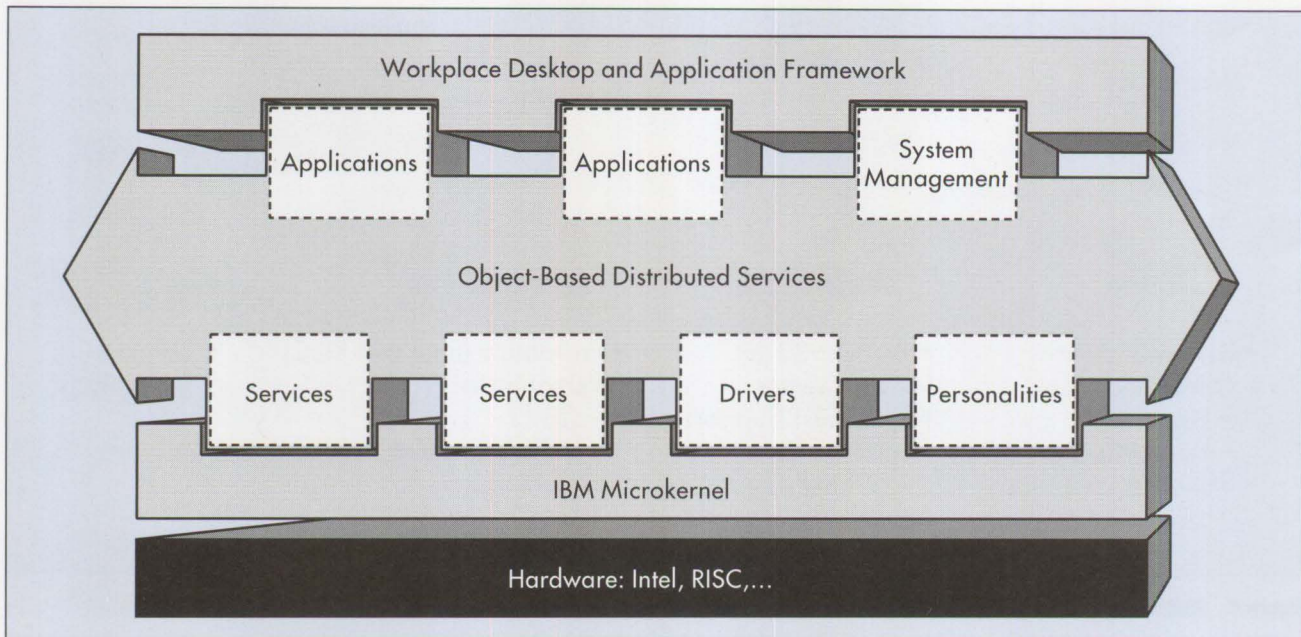 Workplace Desktop and Application Framework
Applications
Applications
System
Management
Object-Based Distributed Services
Services
Services
Drivers
Personalities
IBM Microkernel
Hardware: Intel, RISC,...